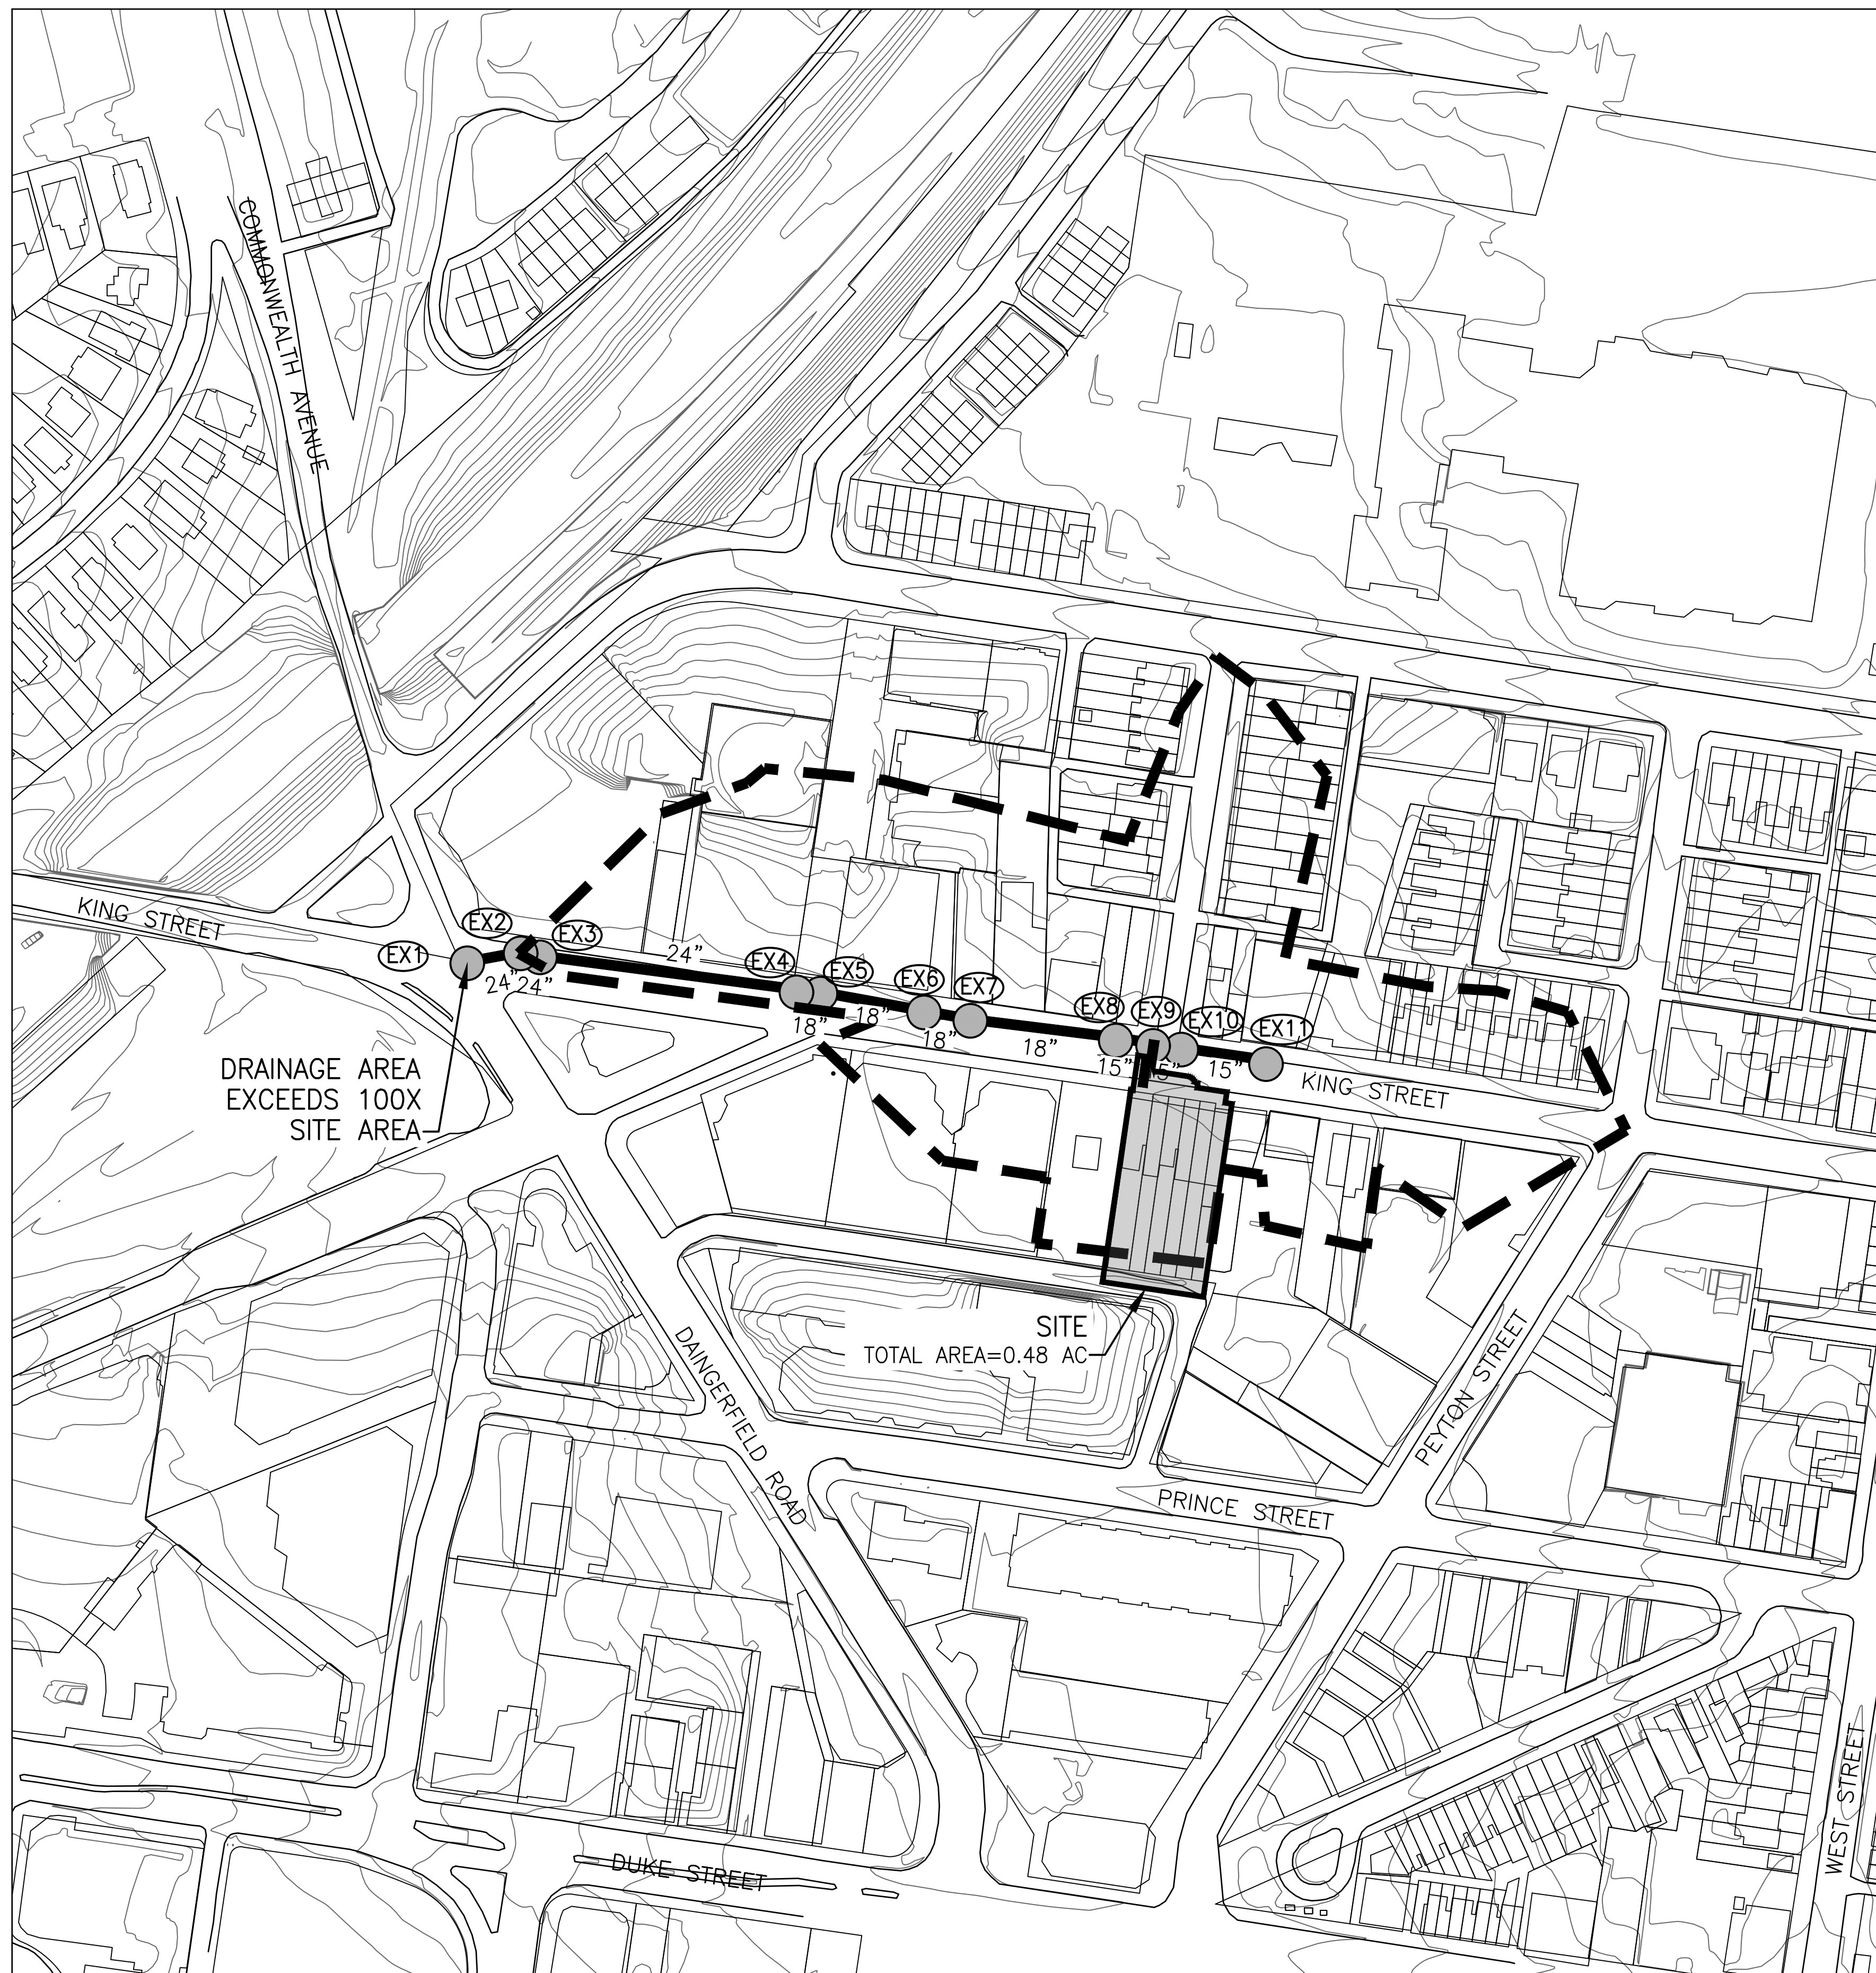 COMMONWEALTH AVENUE
KING STREET
EX1
EX2
EX3
24"
24"
24"
EX4
EX5
EX6
EX7
18"
18"
18"
18"
EX8
EX9
EX10
EX11
15"
15"
15"
KING STREET
DRAINAGE AREA
EXCEEDS 100X
SITE AREA
SITE
TOTAL AREA=0.48 AC
DAINGERFIELD ROAD
PEYTON STREET
PRINCE STREET
WEST STREET
DUKE STREET